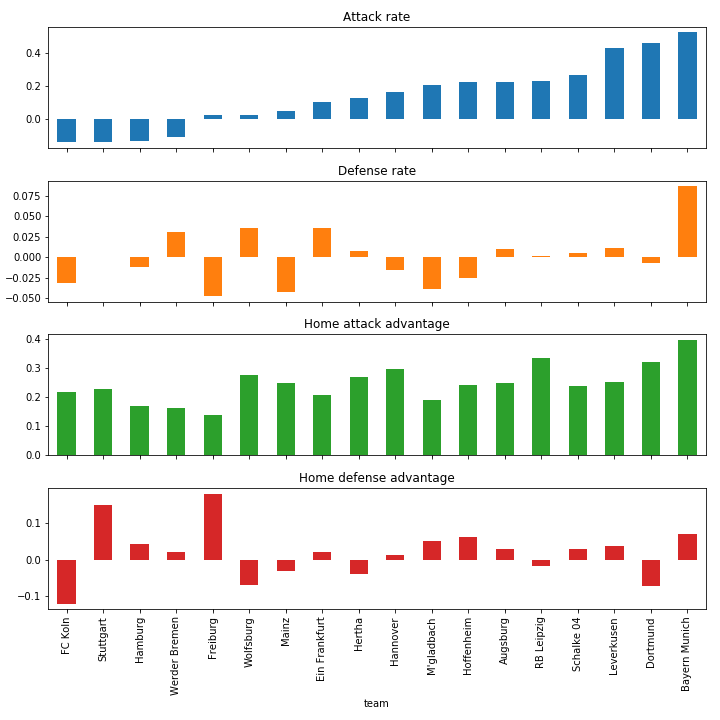 Attack rate
0.4
0.2
0.0
Defense rate
0.075
0.050
0.025
0.000
−0.025
−0.050
Home attack advantage
0.4
0.3
0.2
0.1
0.0
Home defense advantage
0.1
0.0
−0.1
FC Koln
Stuttgart
Hamburg
Werder Bremen
Freiburg
Wolfsburg
Mainz
Ein Frankfurt
Hertha
Hannover
M'gladbach
Hoffenheim
Augsburg
RB Leipzig
Schalke 04
Leverkusen
Dortmund
Bayern Munich
team